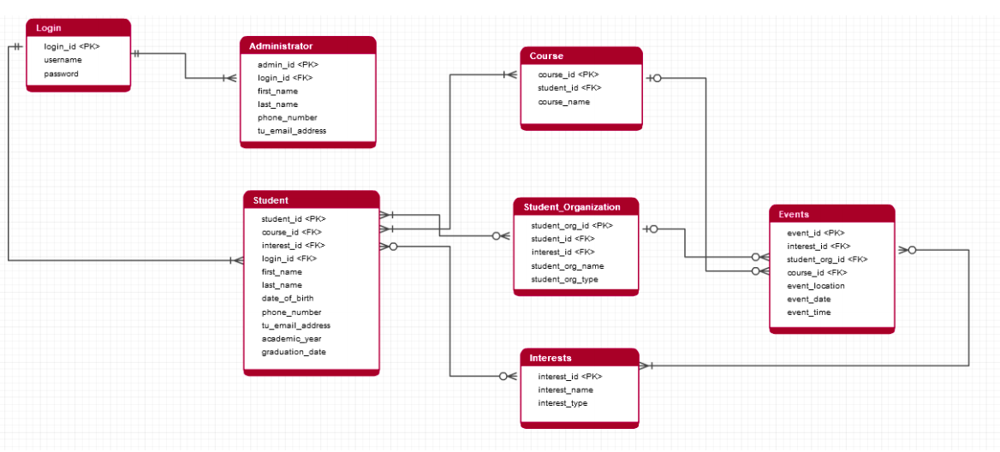 Login
login_id <PK>
username
password
Administrator
admin_id <PK>
login_id <FK>
first_name
last_name
phone_number
tu_email_address
Course
course_id <PK>
student_id <FK>
course_name
Student
student_id <PK>
course_id <FK>
interest_id <FK>
login_id <FK>
first_name
last_name
date_of_birth
phone_number
tu_email_address
academic_year
graduation_date
Student_Organization
student_org_id <PK>
student_id <FK>
interest_id <FK>
student_org_name
student_org_type
Events
event_id <PK>
interest_id <FK>
student_org_id <FK>
course_id <FK>
event_location
event_date
event_time
Interests
interest_id <PK>
interest_name
interest_type